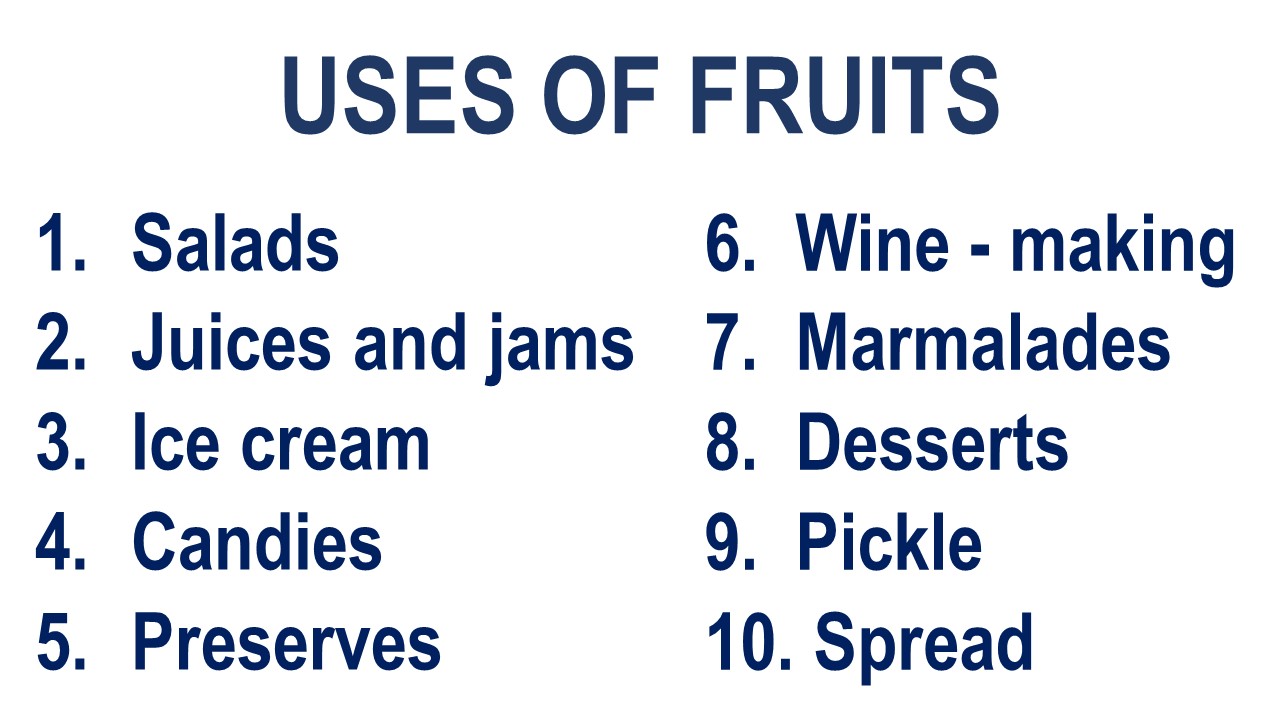 USES OF FRUITS
1. Salads
2. Juices and jams
3. Ice cream
4. Candies
5. Preserves
6. Wine - making
7. Marmalades
8. Desserts
9. Pickle
10. Spread